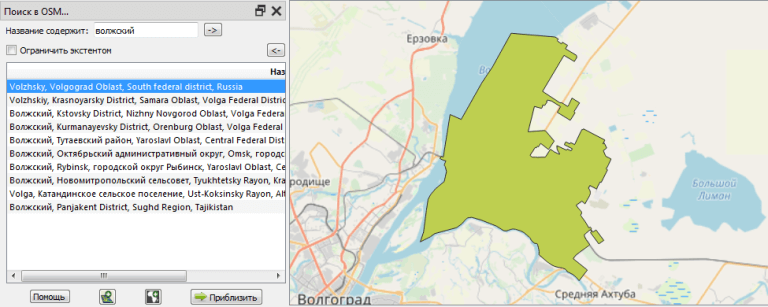 Поиск в OSM...
Название содержит: волжский ->
Ограничить экстентом <-
Наз
Volzhsky, Volgograd Oblast, South federal district, Russia
Volzhskiy, Krasnoyarsky District, Samara Oblast, Volga Federal Distric
Волжский, Kstovsky District, Nizhny Novgorod Oblast, Volga Federal
Волжский, Kurmanayevsky District, Orenburg Oblast, Volga Federal
Волжский, Тутаевский район, Yaroslavl Oblast, Central Federal Distri
Волжский, Октябрьский административный округ, Omsk, городс
Волжский, Rybinsk, городской округ Рыбинск, Yaroslavl Oblast, Ce
Волжский, Новомитропольский сельсовет, Tyukhtetsky Rayon, Kra
Volga, Катандинское сельское поселение, Ust-Koksinsky Rayon, Alt
Волжский, Panjakent District, Sughd Region, Tajikistan
Помощь
Приблизить
Ерзовка
родище
Волгоград
Большой
Лиман
Средняя Ахтуба